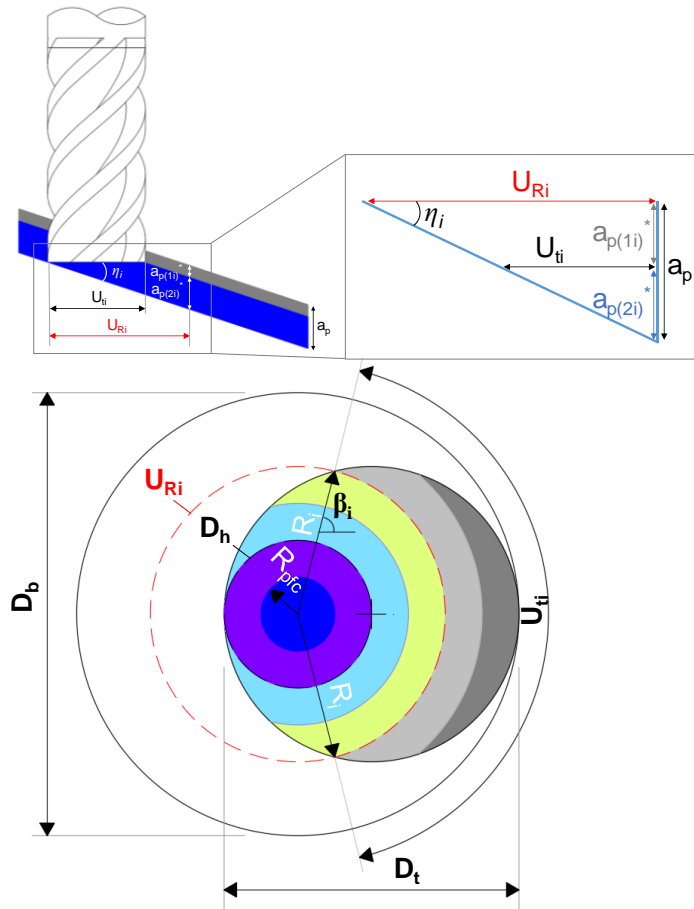 η_i
a_p(1i)*
a_p(2i)*
U_ti
U_Ri
a_p
U_Ri
η_i
U_ti
a_p(1i)*
a_p
a_p(2i)*
U_Ri
D_h
R_i
β_i
R_pfc
D_b
U_ti
R_i
D_t